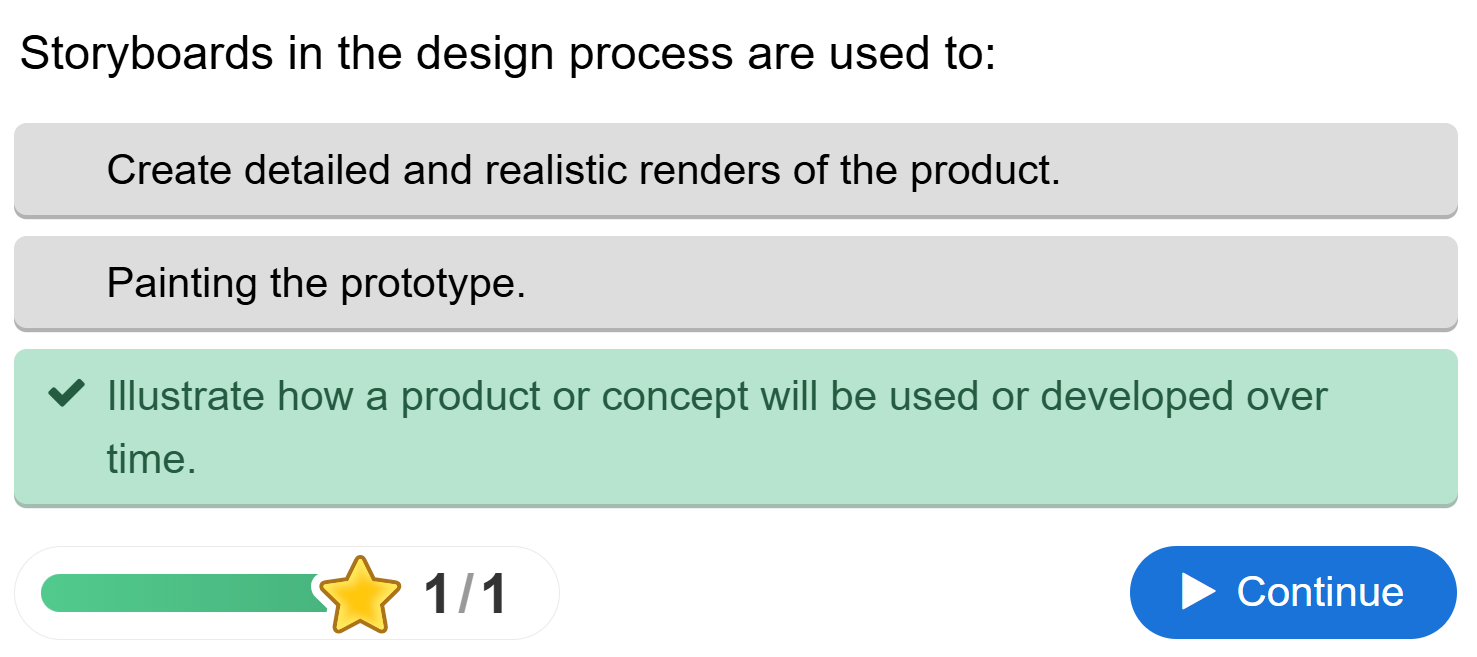 Storyboards in the design process are used to:
Create detailed and realistic renders of the product.
Painting the prototype.
Illustrate how a product or concept will be used or developed over
time.
1/1
Continue